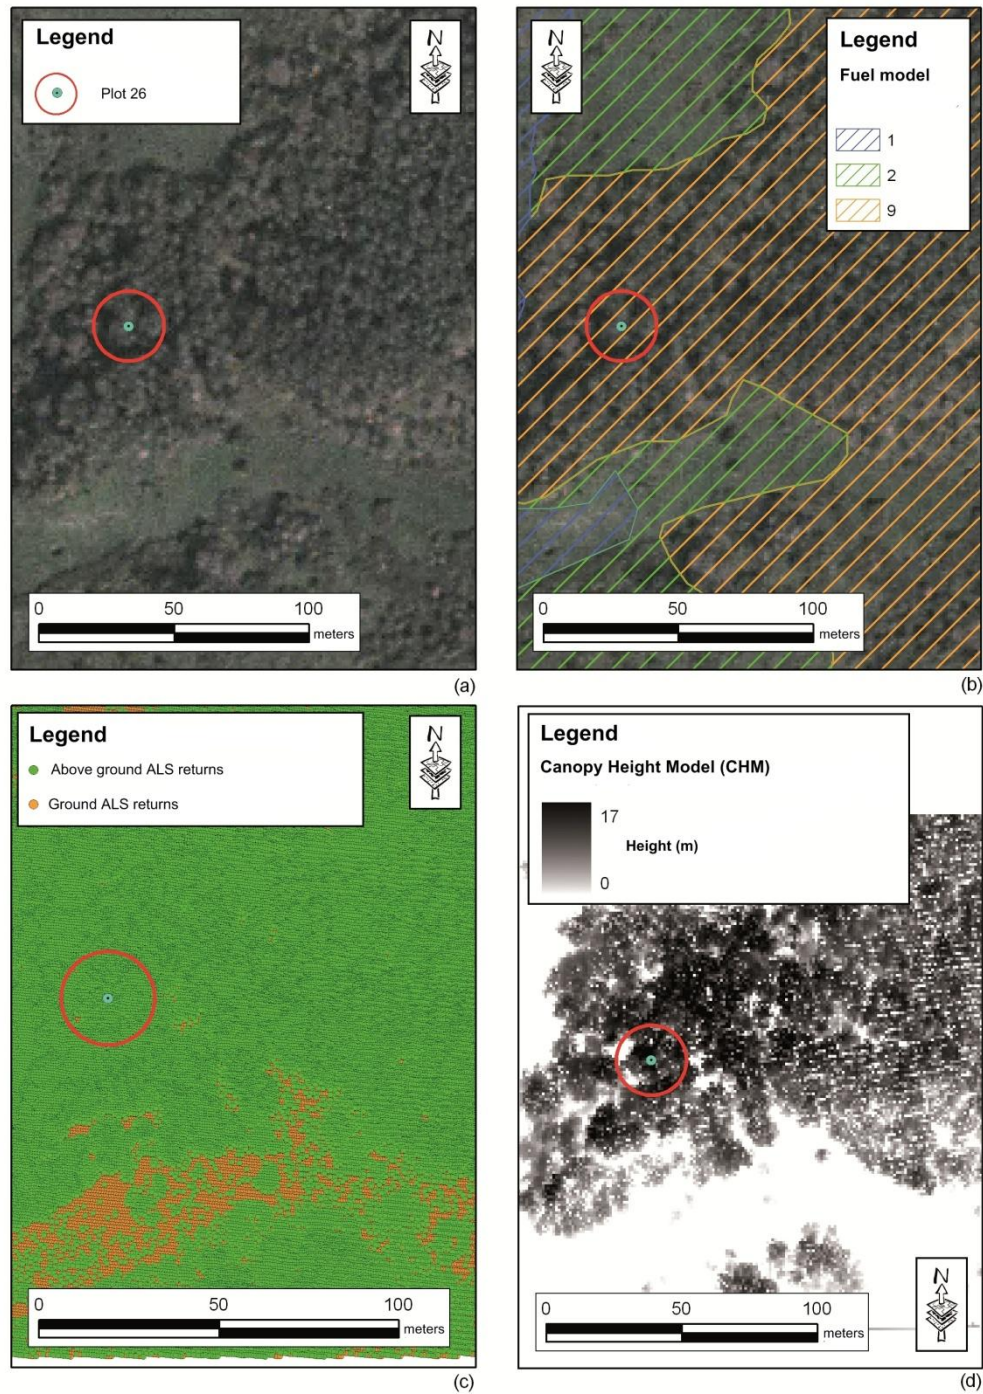 Legend
Plot 26
N
0 50 100
meters
(a)
N
Legend
Fuel model
1
2
9
0 50 100
meters
(b)
Legend
Above ground ALS returns
Ground ALS returns
N
0 50 100
meters
(c)
Legend
Canopy Height Model (CHM)
17
Height (m)
0
N
0 50 100
meters
(d)